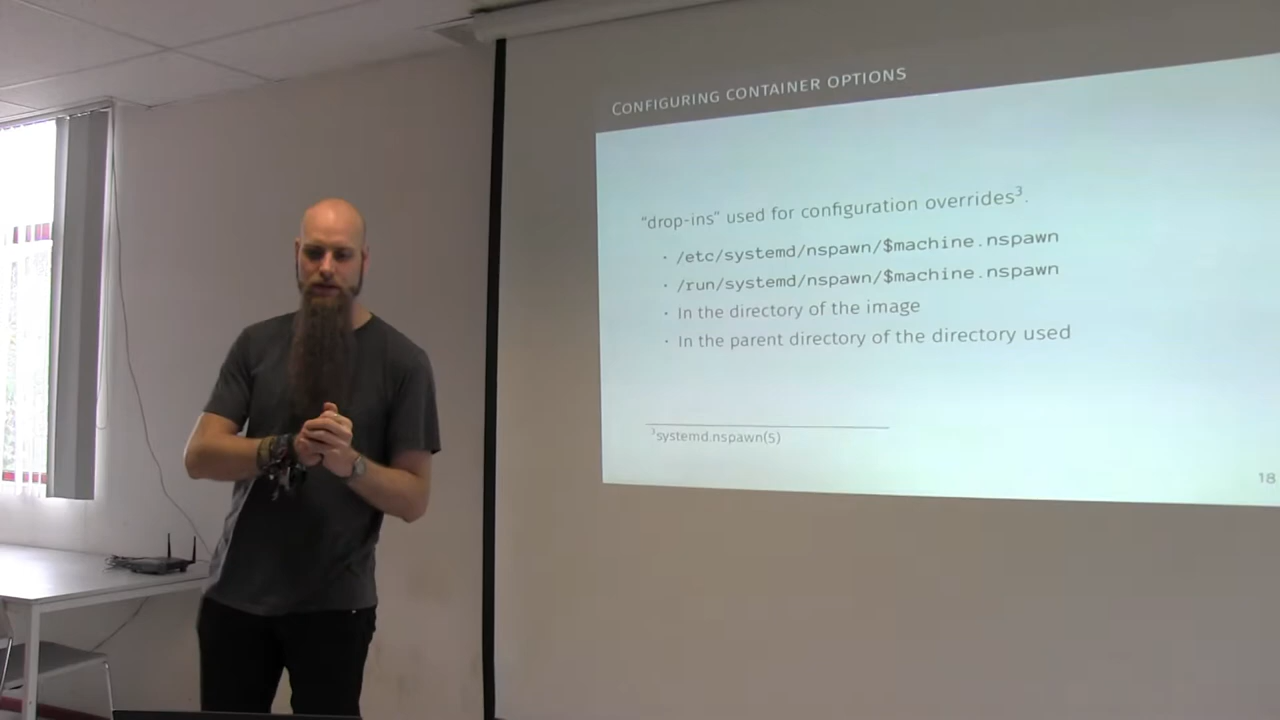 CONFIGURING CONTAINER OPTIONS
“drop-ins” used for configuration overrides³.
· /etc/systemd/nspawn/$machine.nspawn
· /run/systemd/nspawn/$machine.nspawn
· In the directory of the image
· In the parent directory of the directory used
³systemd.nspawn(5)
18